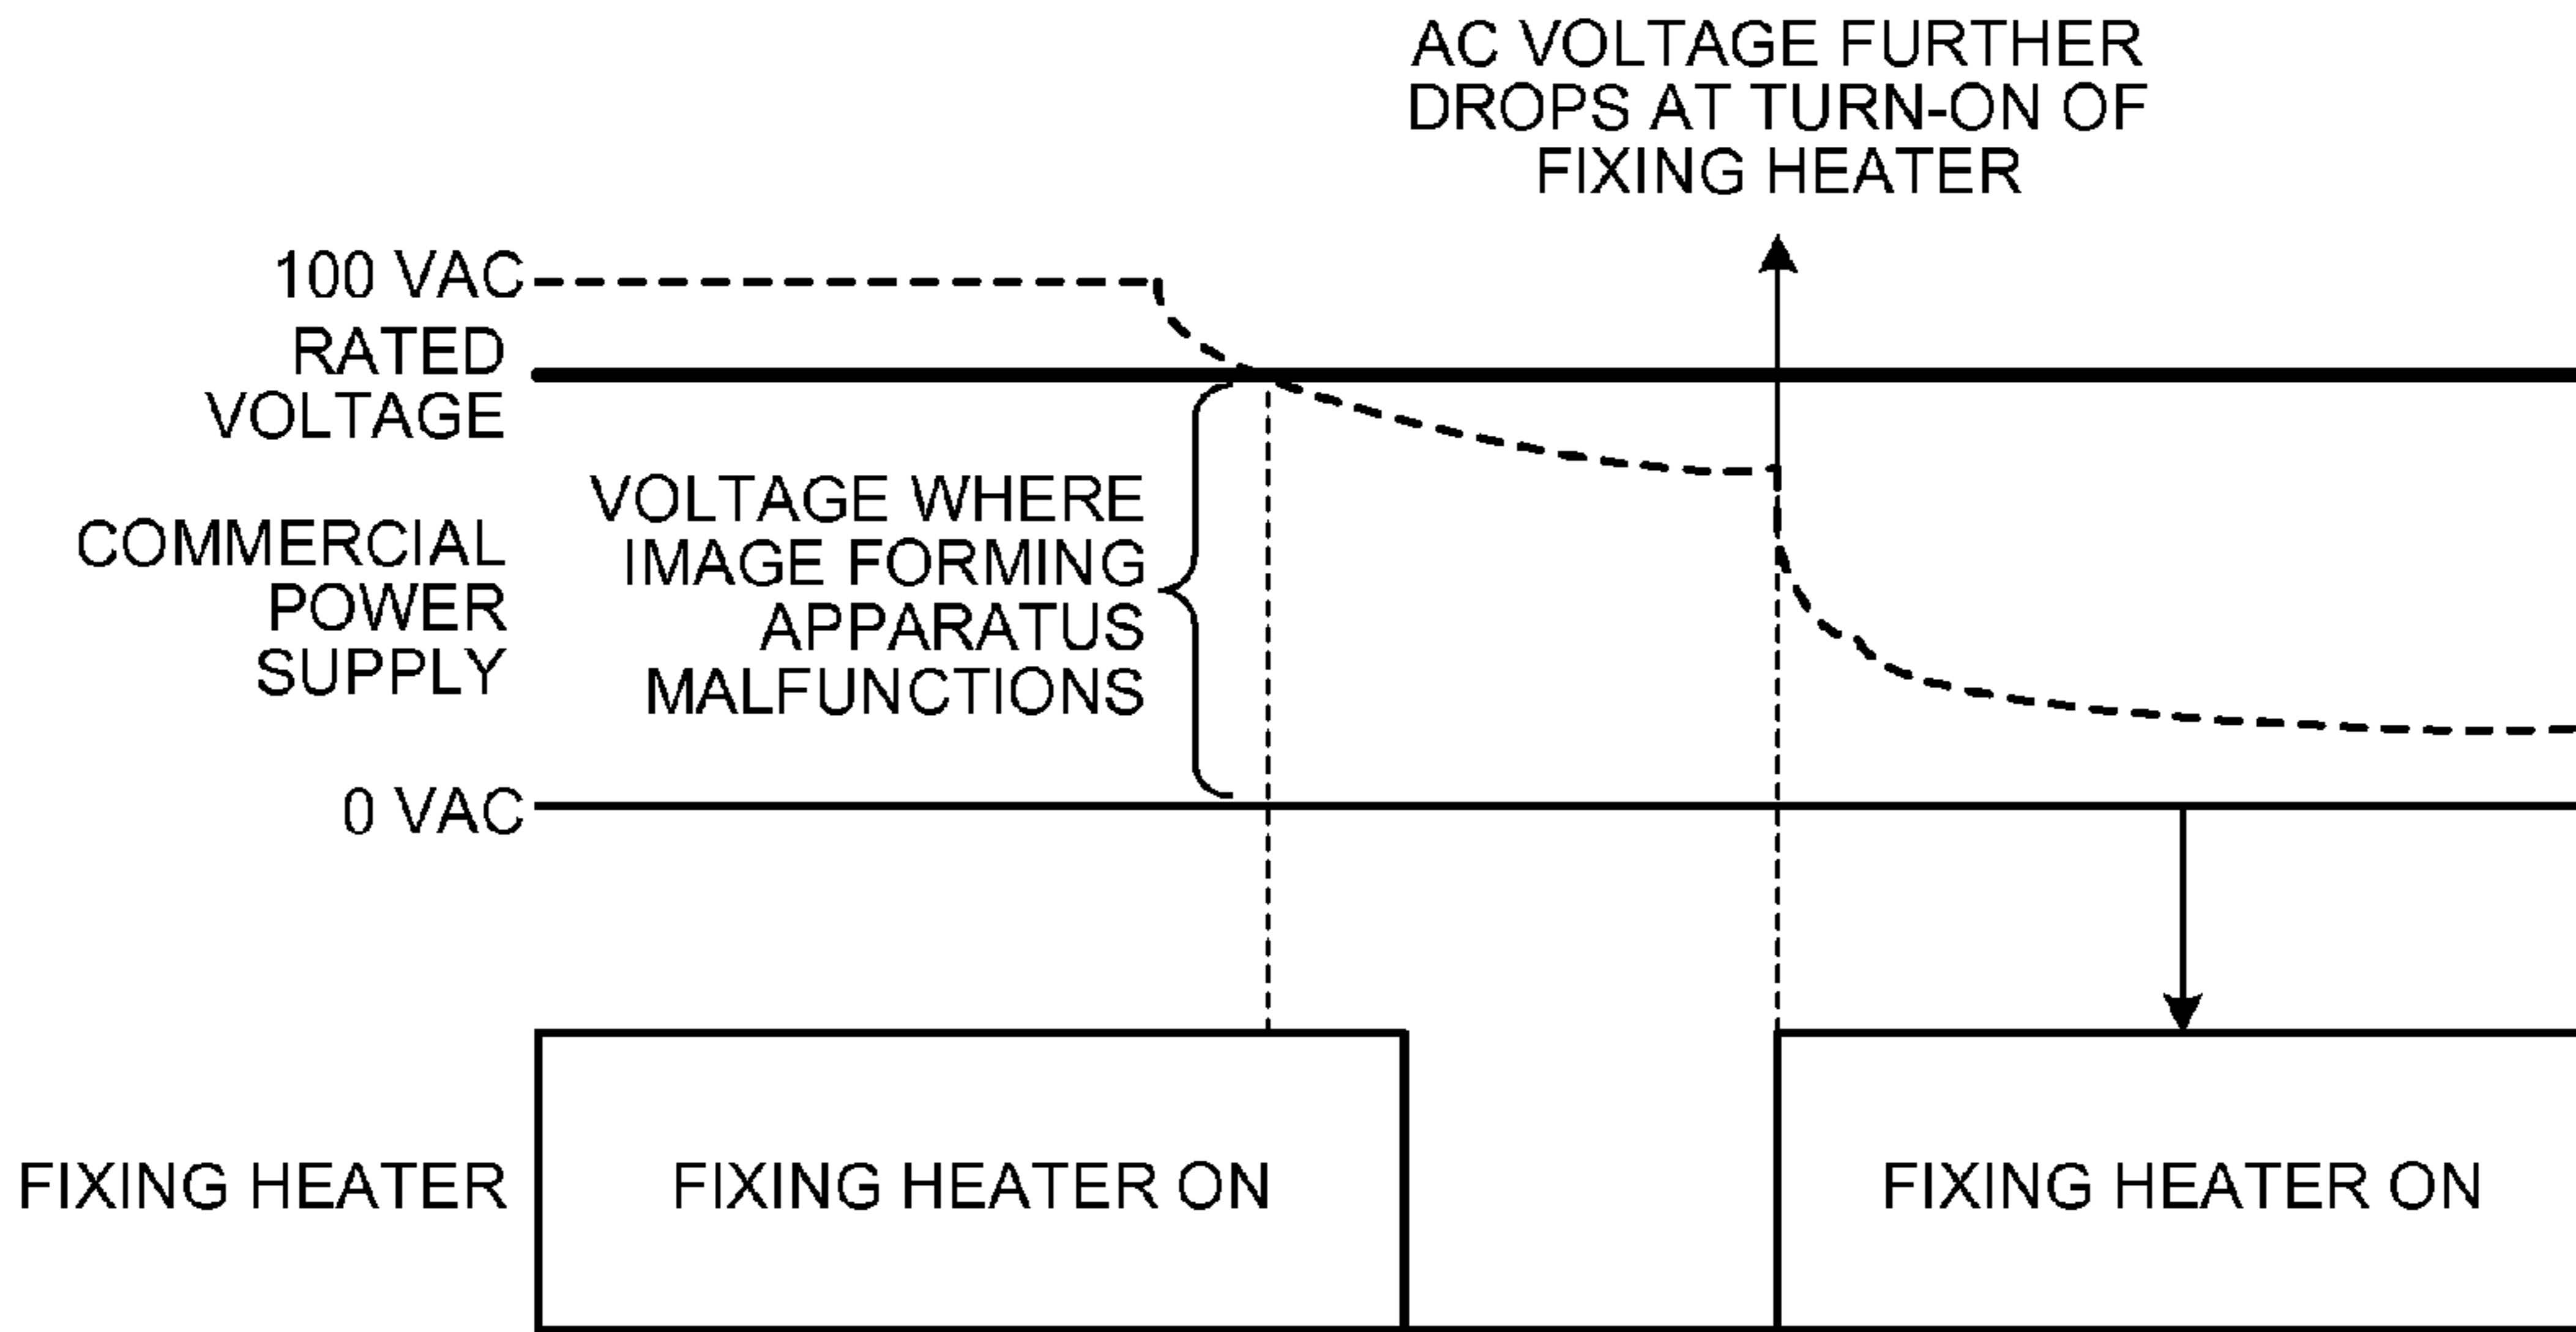 AC VOLTAGE FURTHER
DROPS AT TURN-ON OF
FIXING HEATER
100 VAC
RATED
VOLTAGE
COMMERCIAL
POWER
SUPPLY
VOLTAGE WHERE
IMAGE FORMING
APPARATUS
MALFUNCTIONS
0 VAC
FIXING HEATER
FIXING HEATER ON
FIXING HEATER ON